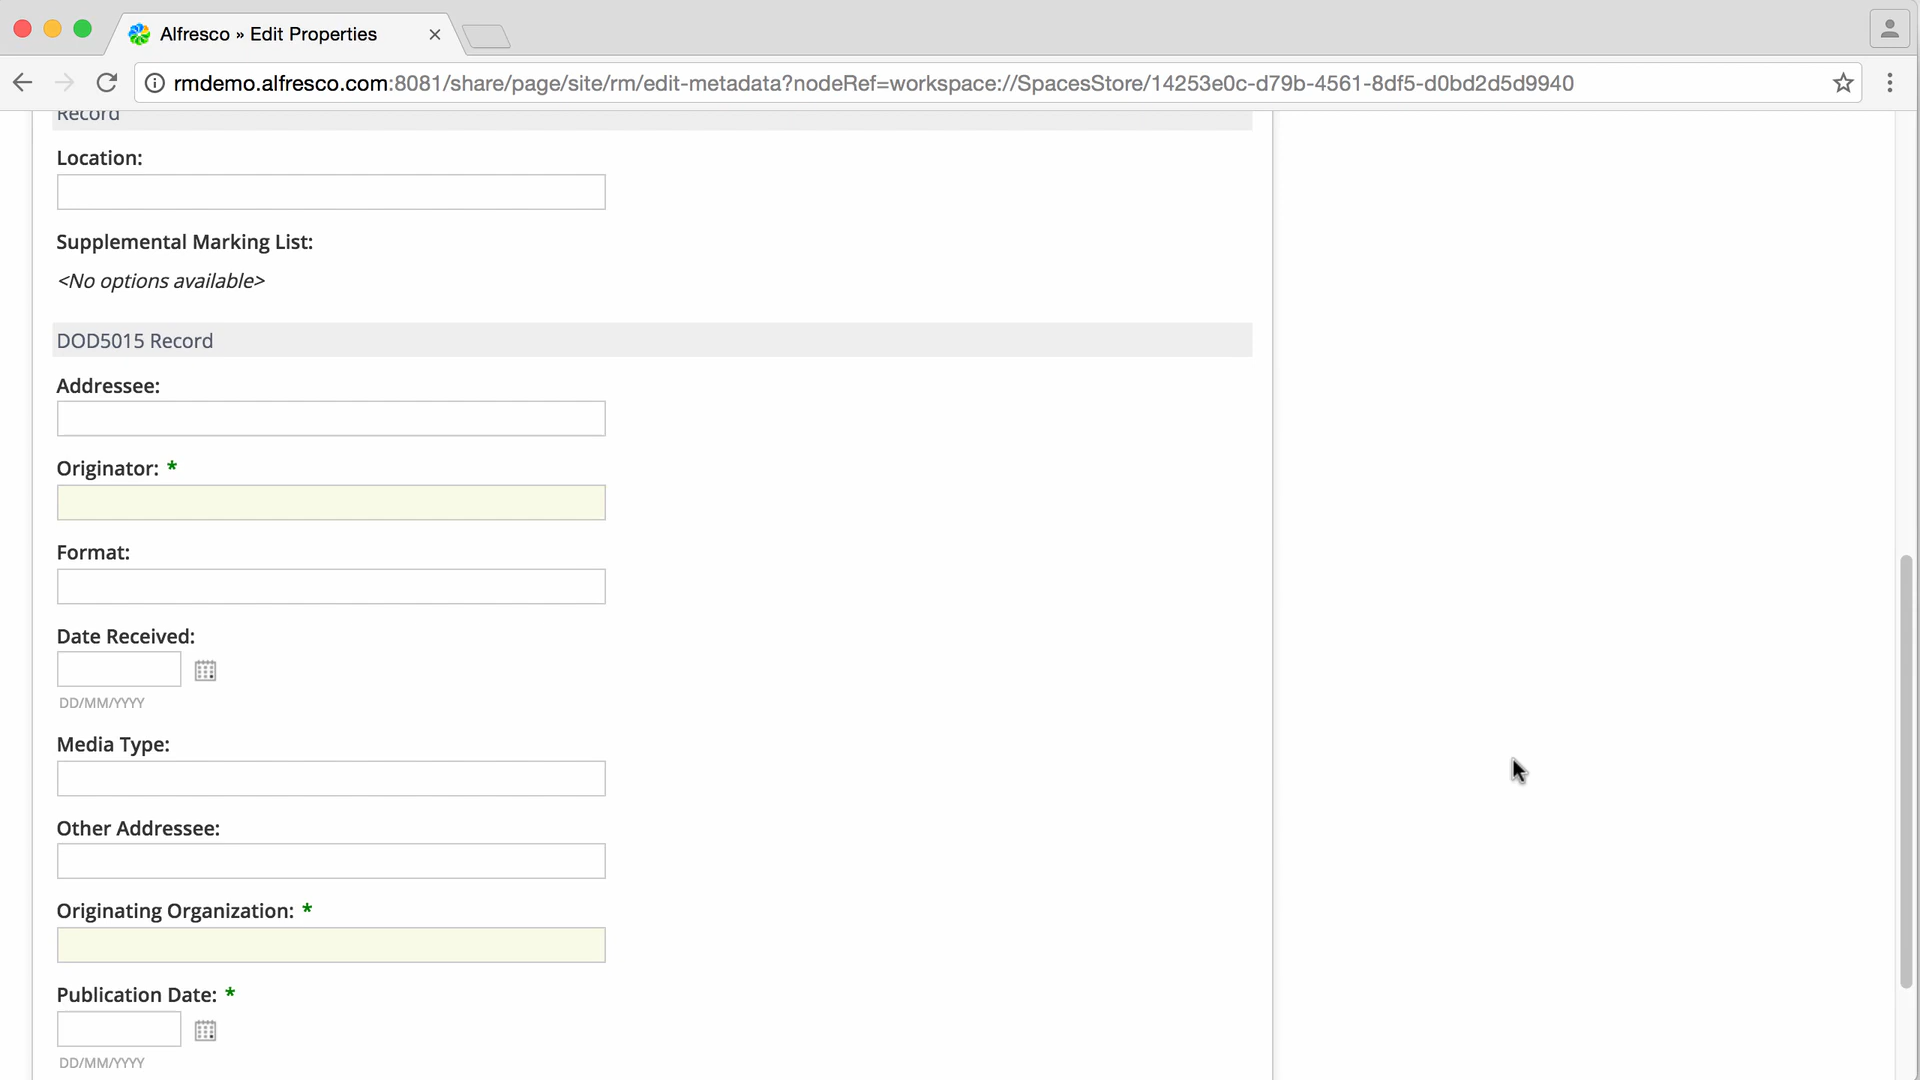 Alfresco » Edit Properties
rmdemo.alfresco.com:8081/share/page/site/rm/edit-metadata?nodeRef=workspace://SpacesStore/14253e0c-d79b-4561-8df5-d0bd2d5d9940
Record
Location:
Supplemental Marking List:
<No options available>
DOD5015 Record
Addressee:
Originator: *
Format:
Date Received:
DD/MM/YYYY
Media Type:
Other Addressee:
Originating Organization: *
Publication Date: *
DD/MM/YYYY